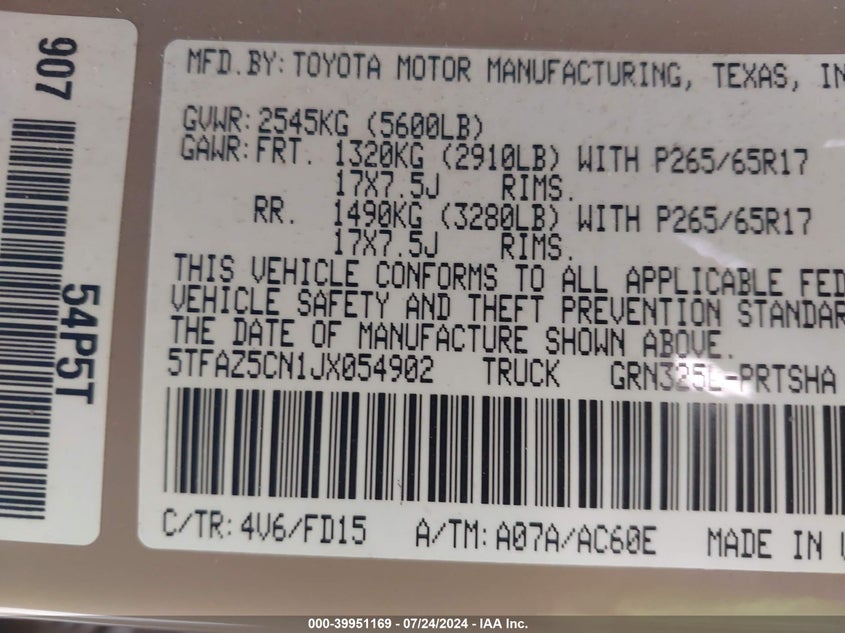 907
54P5T
MFD.BY: TOYOTA MOTOR MANUFACTURING, TEXAS,
GVWR: 2545KG (5600LB)
GAWR: FRT. 1320KG (2910LB) WITH P265/65R17
17X7.5J RIMS.
RR. 1490KG (3280LB) WITH P265/65R17
17X7.5J RIMS.
THIS VEHICLE CONFORMS TO ALL APPLICABLE
VEHICLE SAFETY AND THEFT PREVENTION
THE DATE OF MANUFACTURE SHOWN ABOVE.
5TFAZ5CN1JX054902 TRUCK GRN325L-PRTSHA
C/TR: 4V6/FD15 A/TM: A07A/AC60E MADE IN
000-39951169 - 07/24/2024 - IAA Inc.